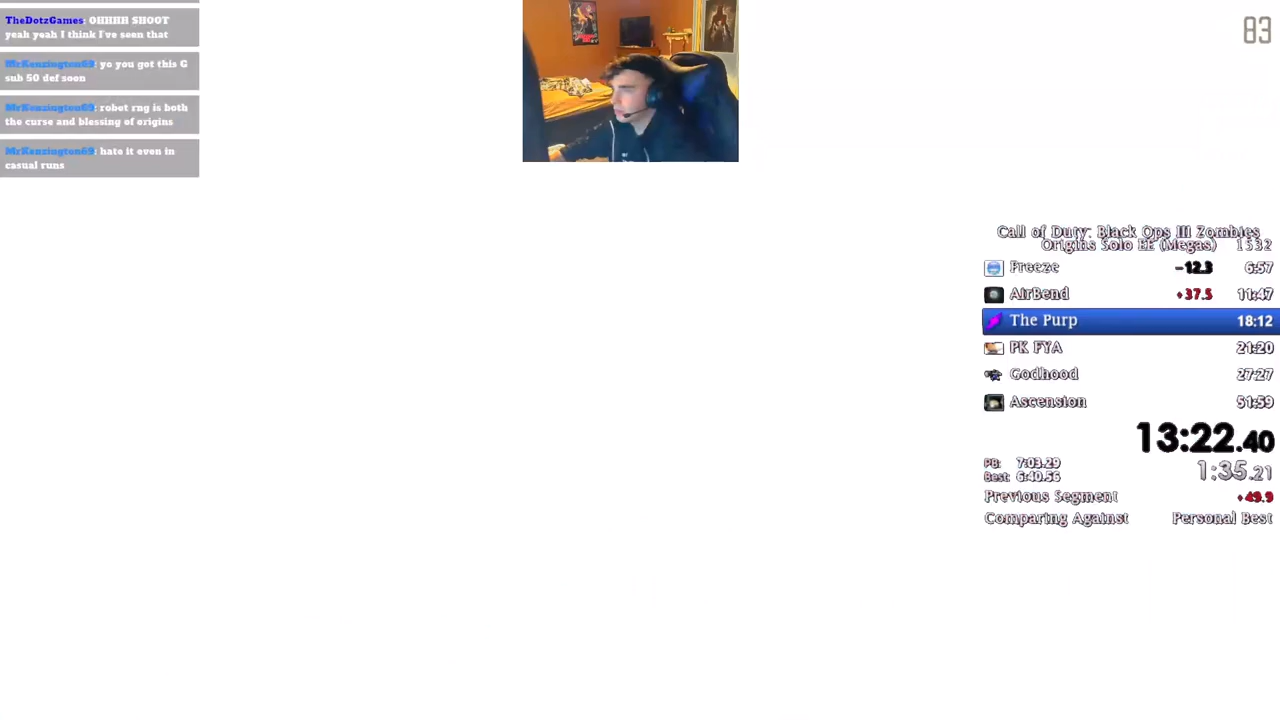 TheDotzGames: OHHHH SHOOT
yeah yeah I think I've seen that
MrKenzington69: yo you got this G
sub 50 def soon
MrKenzington69: robot rng is both
the curse and blessing of origins
MrKenzington69: hate it even in
casual runs
83
Call of Duty: Black Ops III Zombies
Origins Solo EE (Megas) 1532
Freeze -12.3 6:57
AirBend +37.5 11:47
The Purp 18:12
PK FYA 21:20
Godhood 27:27
Ascension 51:59
13:22.40
PB: 7:03.29
Best: 6:40.56
1:35.21
Previous Segment +49.9
Comparing Against Personal Best